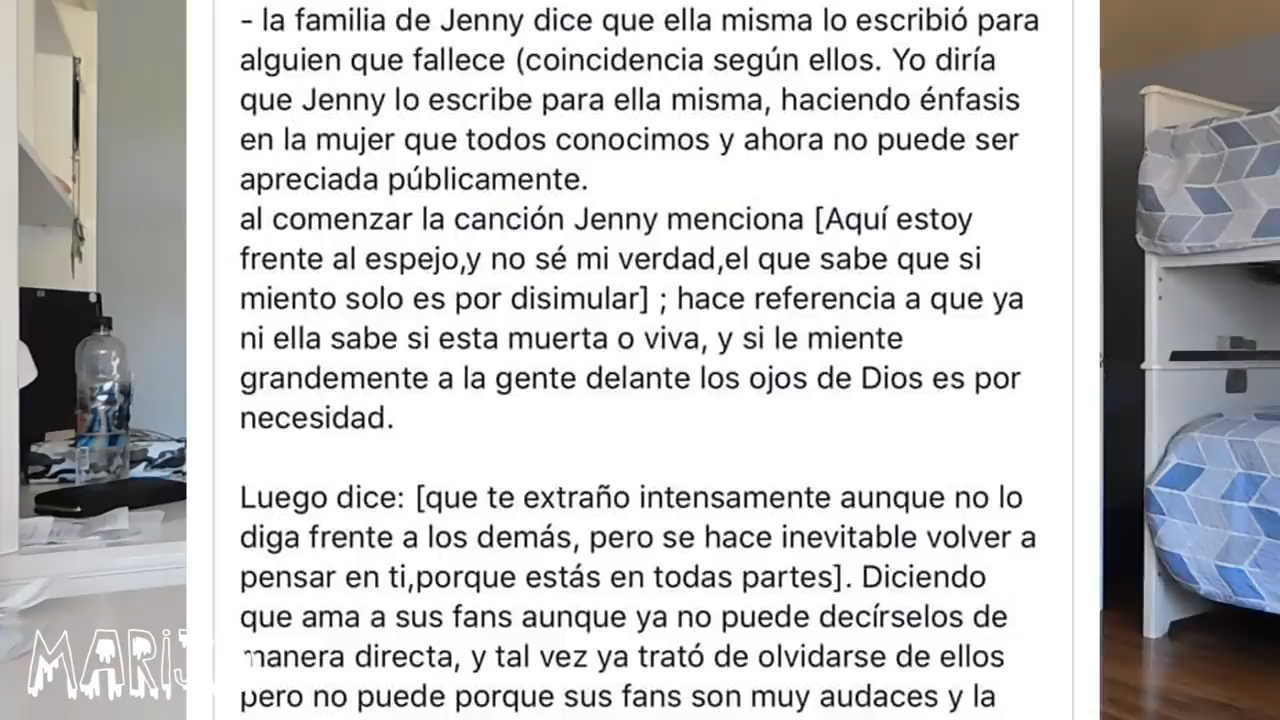 - la familia de Jenny dice que ella misma lo escribió para
alguien que fallece (coincidencia según ellos. Yo diría
que Jenny lo escribe para ella misma, haciendo énfasis
en la mujer que todos conocimos y ahora no puede ser
apreciada públicamente.
al comenzar la canción Jenny menciona [Aquí estoy
frente al espejo,y no sé mi verdad,el que sabe que si
miento solo es por disimular] ; hace referencia a que ya
ni ella sabe si esta muerta o viva, y si le miente
grandemente a la gente delante los ojos de Dios es por
necesidad.
Luego dice: [que te extraño intensamente aunque no lo
diga frente a los demás, pero se hace inevitable volver a
pensar en ti,porque estás en todas partes]. Diciendo
que ama a sus fans aunque ya no puede decírselos de
manera directa, y tal vez ya trató de olvidarse de ellos
pero no puede porque sus fans son muy audaces y la